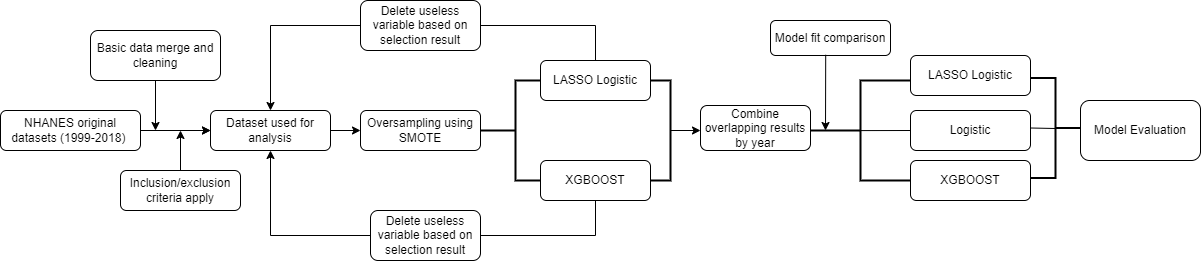 Delete useless
variable based on
selection result
Basic data merge and
cleaning
Model fit comparison
LASSO Logistic
LASSO Logistic
NHANES original
datasets (1999-2018)
Dataset used for
analysis
Oversampling using
SMOTE
Combine
overlapping results
by year
Logistic
Model Evaluation
Inclusion/exclusion
criteria apply
XGBOOST
XGBOOST
Delete useless
variable based on
selection result